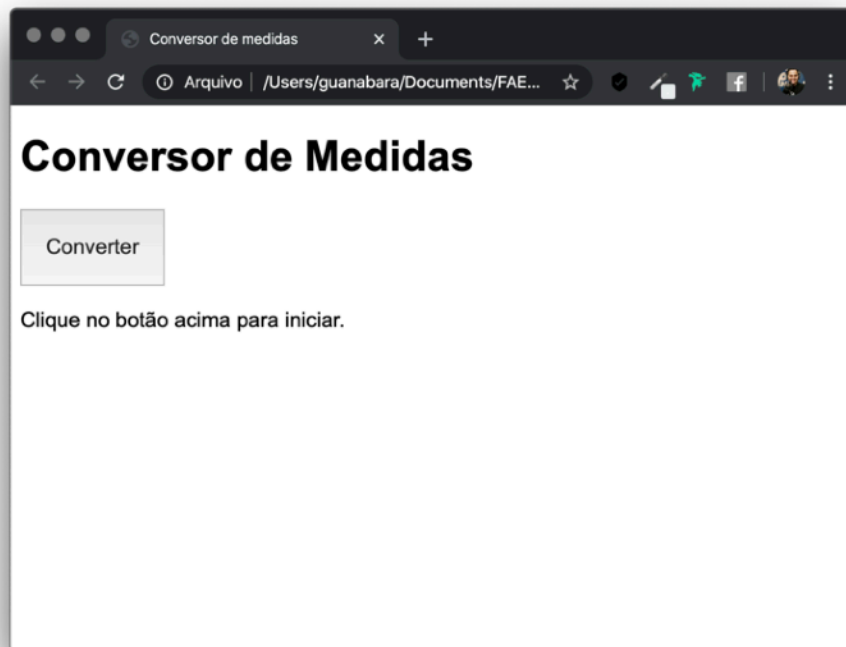 Conversor de medidas
Arquivo /Users/guanabara/Documents/FAE...
Conversor de Medidas
Converter
Clique no botão acima para iniciar.